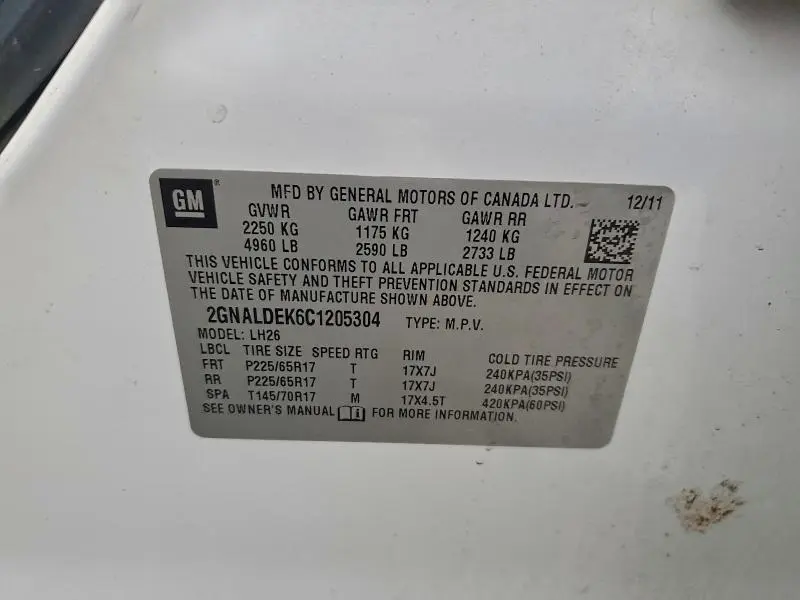 GM®
MFD BY GENERAL MOTORS OF CANADA LTD. 12/11
GVWR GAWR FRT GAWR RR
2250 KG 1175 KG 1240 KG
4960 LB 2590 LB 2733 LB
THIS VEHICLE CONFORMS TO ALL APPLICABLE U.S. FEDERAL MOTOR
VEHICLE SAFETY AND THEFT PREVENTION STANDARDS IN EFFECT ON
THE DATE OF MANUFACTURE SHOWN ABOVE.
2GNALDEK6C1205304 TYPE: M.P.V.
MODEL: LH26
LBCL TIRE SIZE SPEED RTG RIM COLD TIRE PRESSURE
FRT P225/65R17 T 17X7J 240KPA(35PSI)
RR P225/65R17 T 17X7J 240KPA(35PSI)
SPA T145/70R17 M 17X4.5T 420KPA(60PSI)
SEE OWNER'S MANUAL FOR MORE INFORMATION.